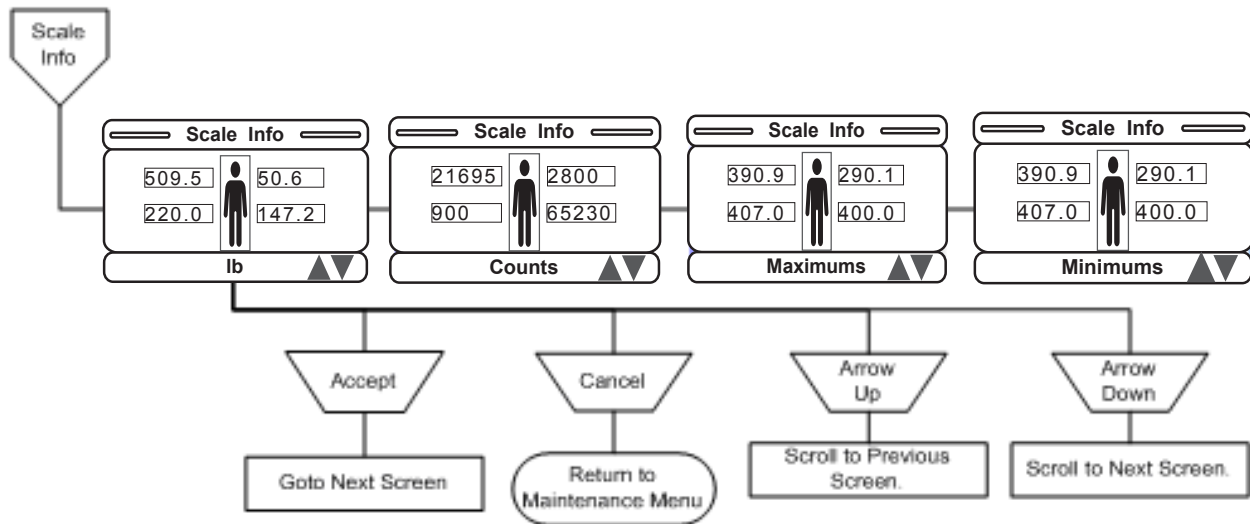 Scale
Info
Scale Info
509.5 50.6
220.0 147.2
lb
Scale Info
21695 2800
900 65230
Counts
Scale Info
390.9 290.1
407.0 400.0
Maximums
Scale Info
390.9 290.1
407.0 400.0
Minimums
Accept
Cancel
Arrow
Up
Arrow
Down
Goto Next Screen
Return to
Maintenance Menu
Scroll to Previous
Screen.
Scroll to Next Screen.